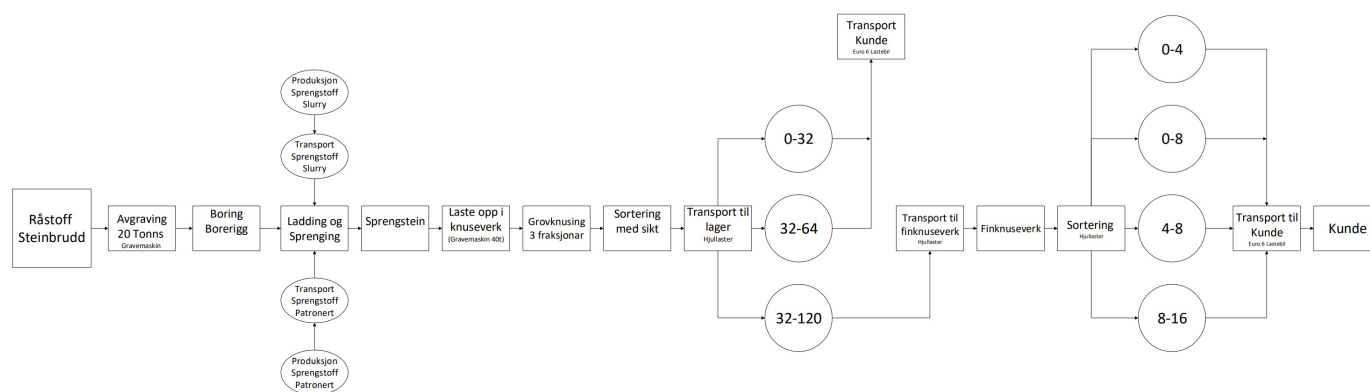 Råstoff
Steinbrudd
Avgraving
20 Tonns
Gravemaskin
Boring
Borerigg
Produksjon
Sprengstoff
Slurry
Transport
Sprengstoff
Slurry
Ladding og
Sprenging
Transport
Sprengstoff
Patronert
Produksjon
Sprengstoff
Patronert
Sprengstein
Laste opp i
knuseverk
(Gravemaskin 40t)
Grovknusing
3 fraksjonar
Sortering
med sikt
Transport til
lager
Hjullaster
0-32
32-64
32-120
Transport
Kunde
Euro 6 Lastebil
Transport til
finknuseverk
Hjullaster
Finknuseverk
Sortering
Hjullaster
0-4
0-8
4-8
8-16
Transport til
Kunde
Euro 6 Lastebil
Kunde